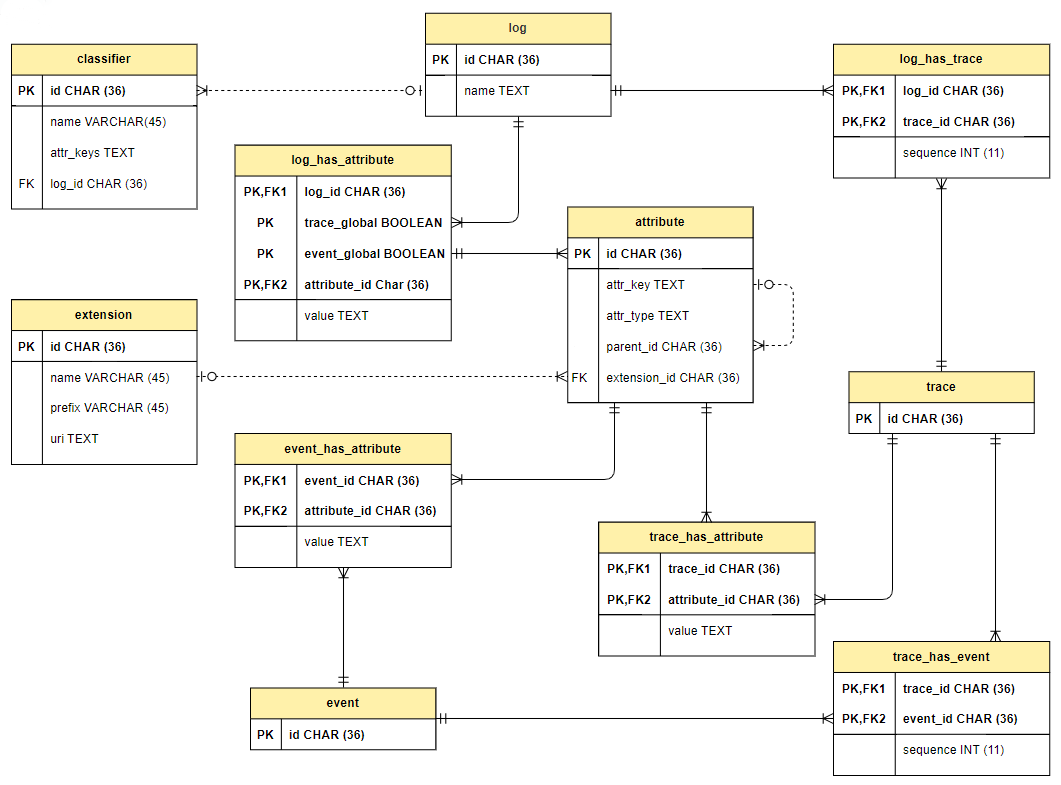 log
PK id CHAR (36)
name TEXT
classifier
PK id CHAR (36)
name VARCHAR(45)
attr_keys TEXT
FK log_id CHAR (36)
log_has_trace
PK,FK1 log_id CHAR (36)
PK,FK2 trace_id CHAR (36)
sequence INT (11)
log_has_attribute
PK,FK1 log_id CHAR (36)
PK trace_global BOOLEAN
PK event_global BOOLEAN
PK,FK2 attribute_id Char (36)
value TEXT
attribute
PK id CHAR (36)
attr_key TEXT
attr_type TEXT
parent_id CHAR (36)
FK extension_id CHAR (36)
extension
PK id CHAR (36)
name VARCHAR (45)
prefix VARCHAR (45)
uri TEXT
trace
PK id CHAR (36)
event_has_attribute
PK,FK1 event_id CHAR (36)
PK,FK2 attribute_id CHAR (36)
value TEXT
trace_has_attribute
PK,FK1 trace_id CHAR (36)
PK,FK2 attribute_id CHAR (36)
value TEXT
trace_has_event
PK,FK1 trace_id CHAR (36)
PK,FK2 event_id CHAR (36)
sequence INT (11)
event
PK id CHAR (36)